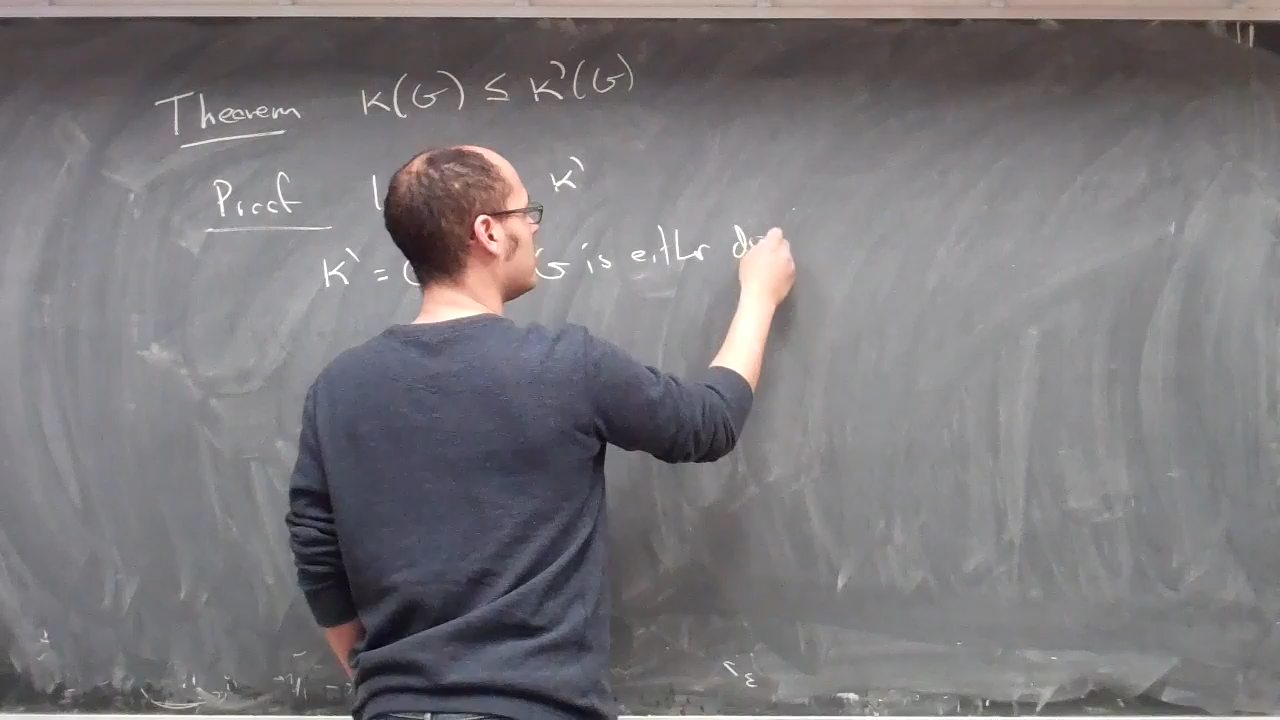 Theorem K(G) ≤ K'(G)
Proof K'
K' = G is either